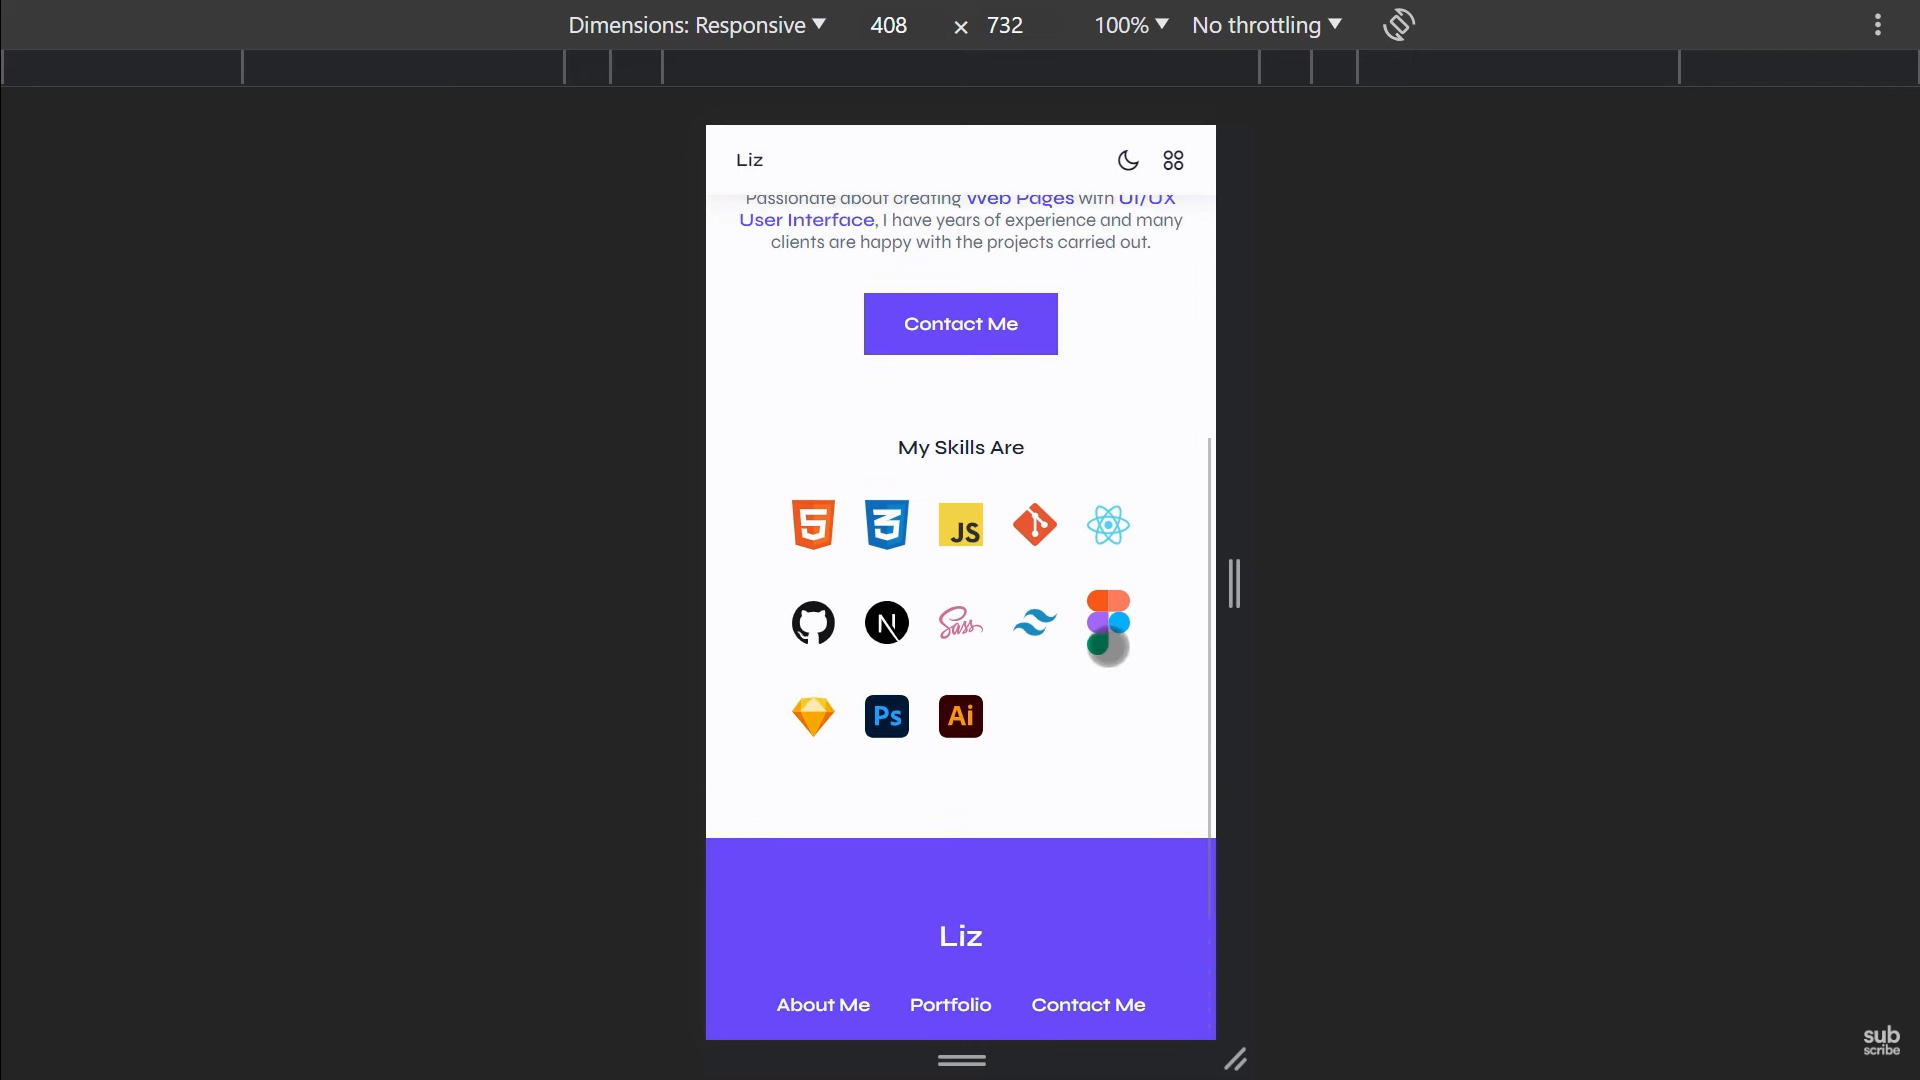 Dimensions: Responsive 408 × 732 100% No throttling
Liz
Passionate about creating Web Pages with UI/UX
User Interface, I have years of experience and many
clients are happy with the projects carried out.
Contact Me
My Skills Are
5 3 JS
N Sass
Ps Ai
Liz
About Me Portfolio Contact Me
sub
scribe